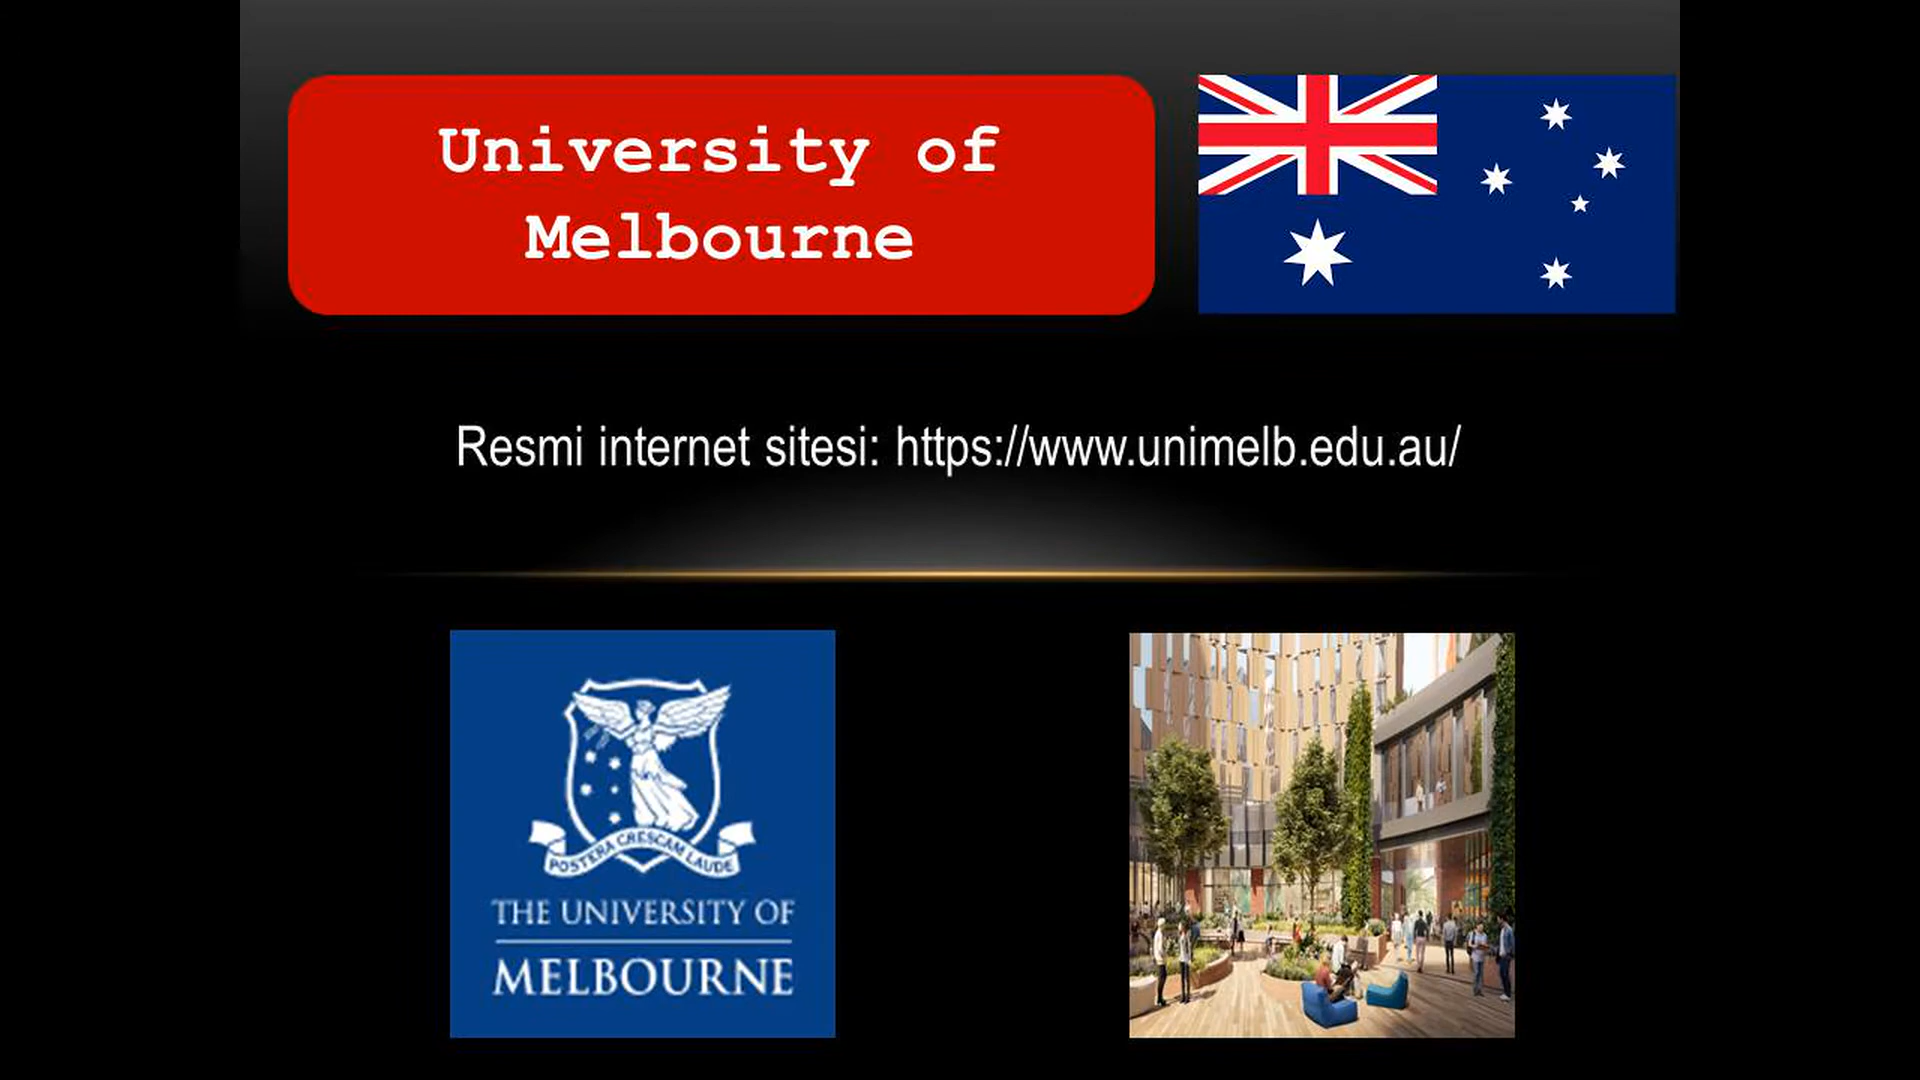 University of
Melbourne
Resmi internet sitesi: https://www.unimelb.edu.au/
POSTERA CRESCAM LAUDE
THE UNIVERSITY OF
MELBOURNE